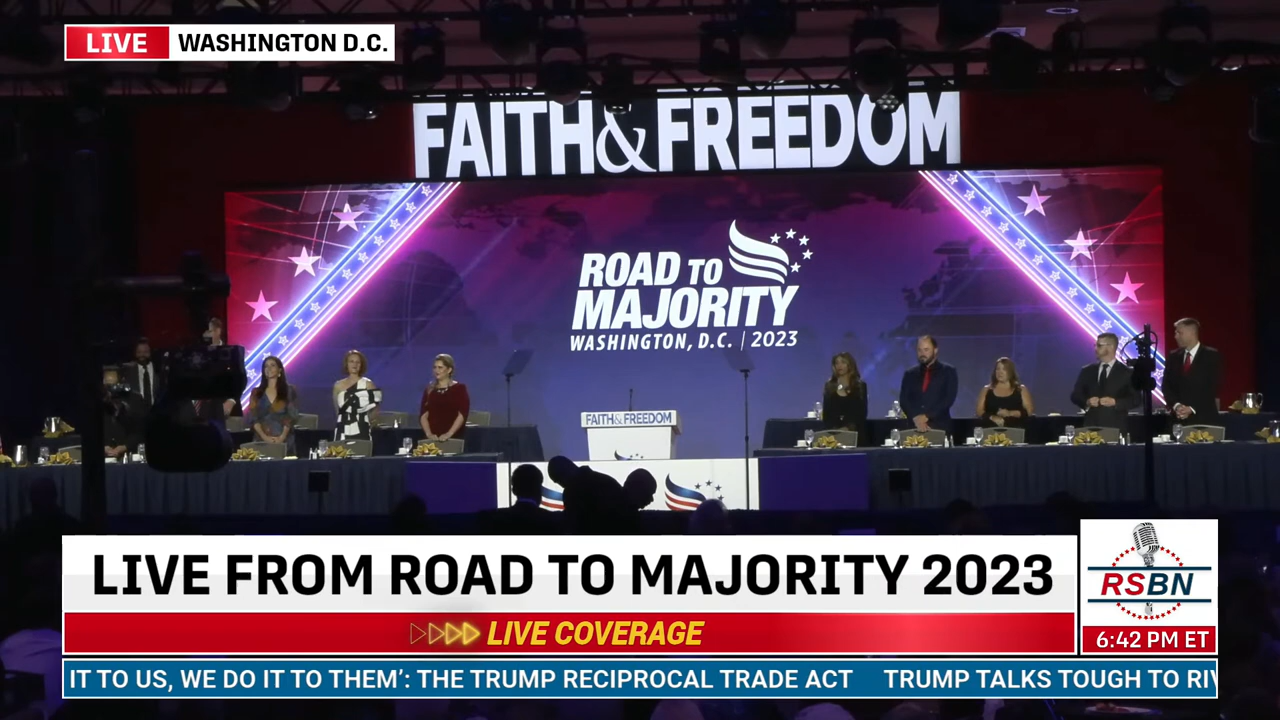 LIVE WASHINGTON D.C.
FAITH & FREEDOM
ROAD TO
MAJORITY
WASHINGTON, D.C. | 2023
FAITH & FREEDOM
LIVE FROM ROAD TO MAJORITY 2023
RSBN
LIVE COVERAGE
6:42 PM ET
IT TO US, WE DO IT TO THEM': THE TRUMP RECIPROCAL TRADE ACT TRUMP TALKS TOUGH TO